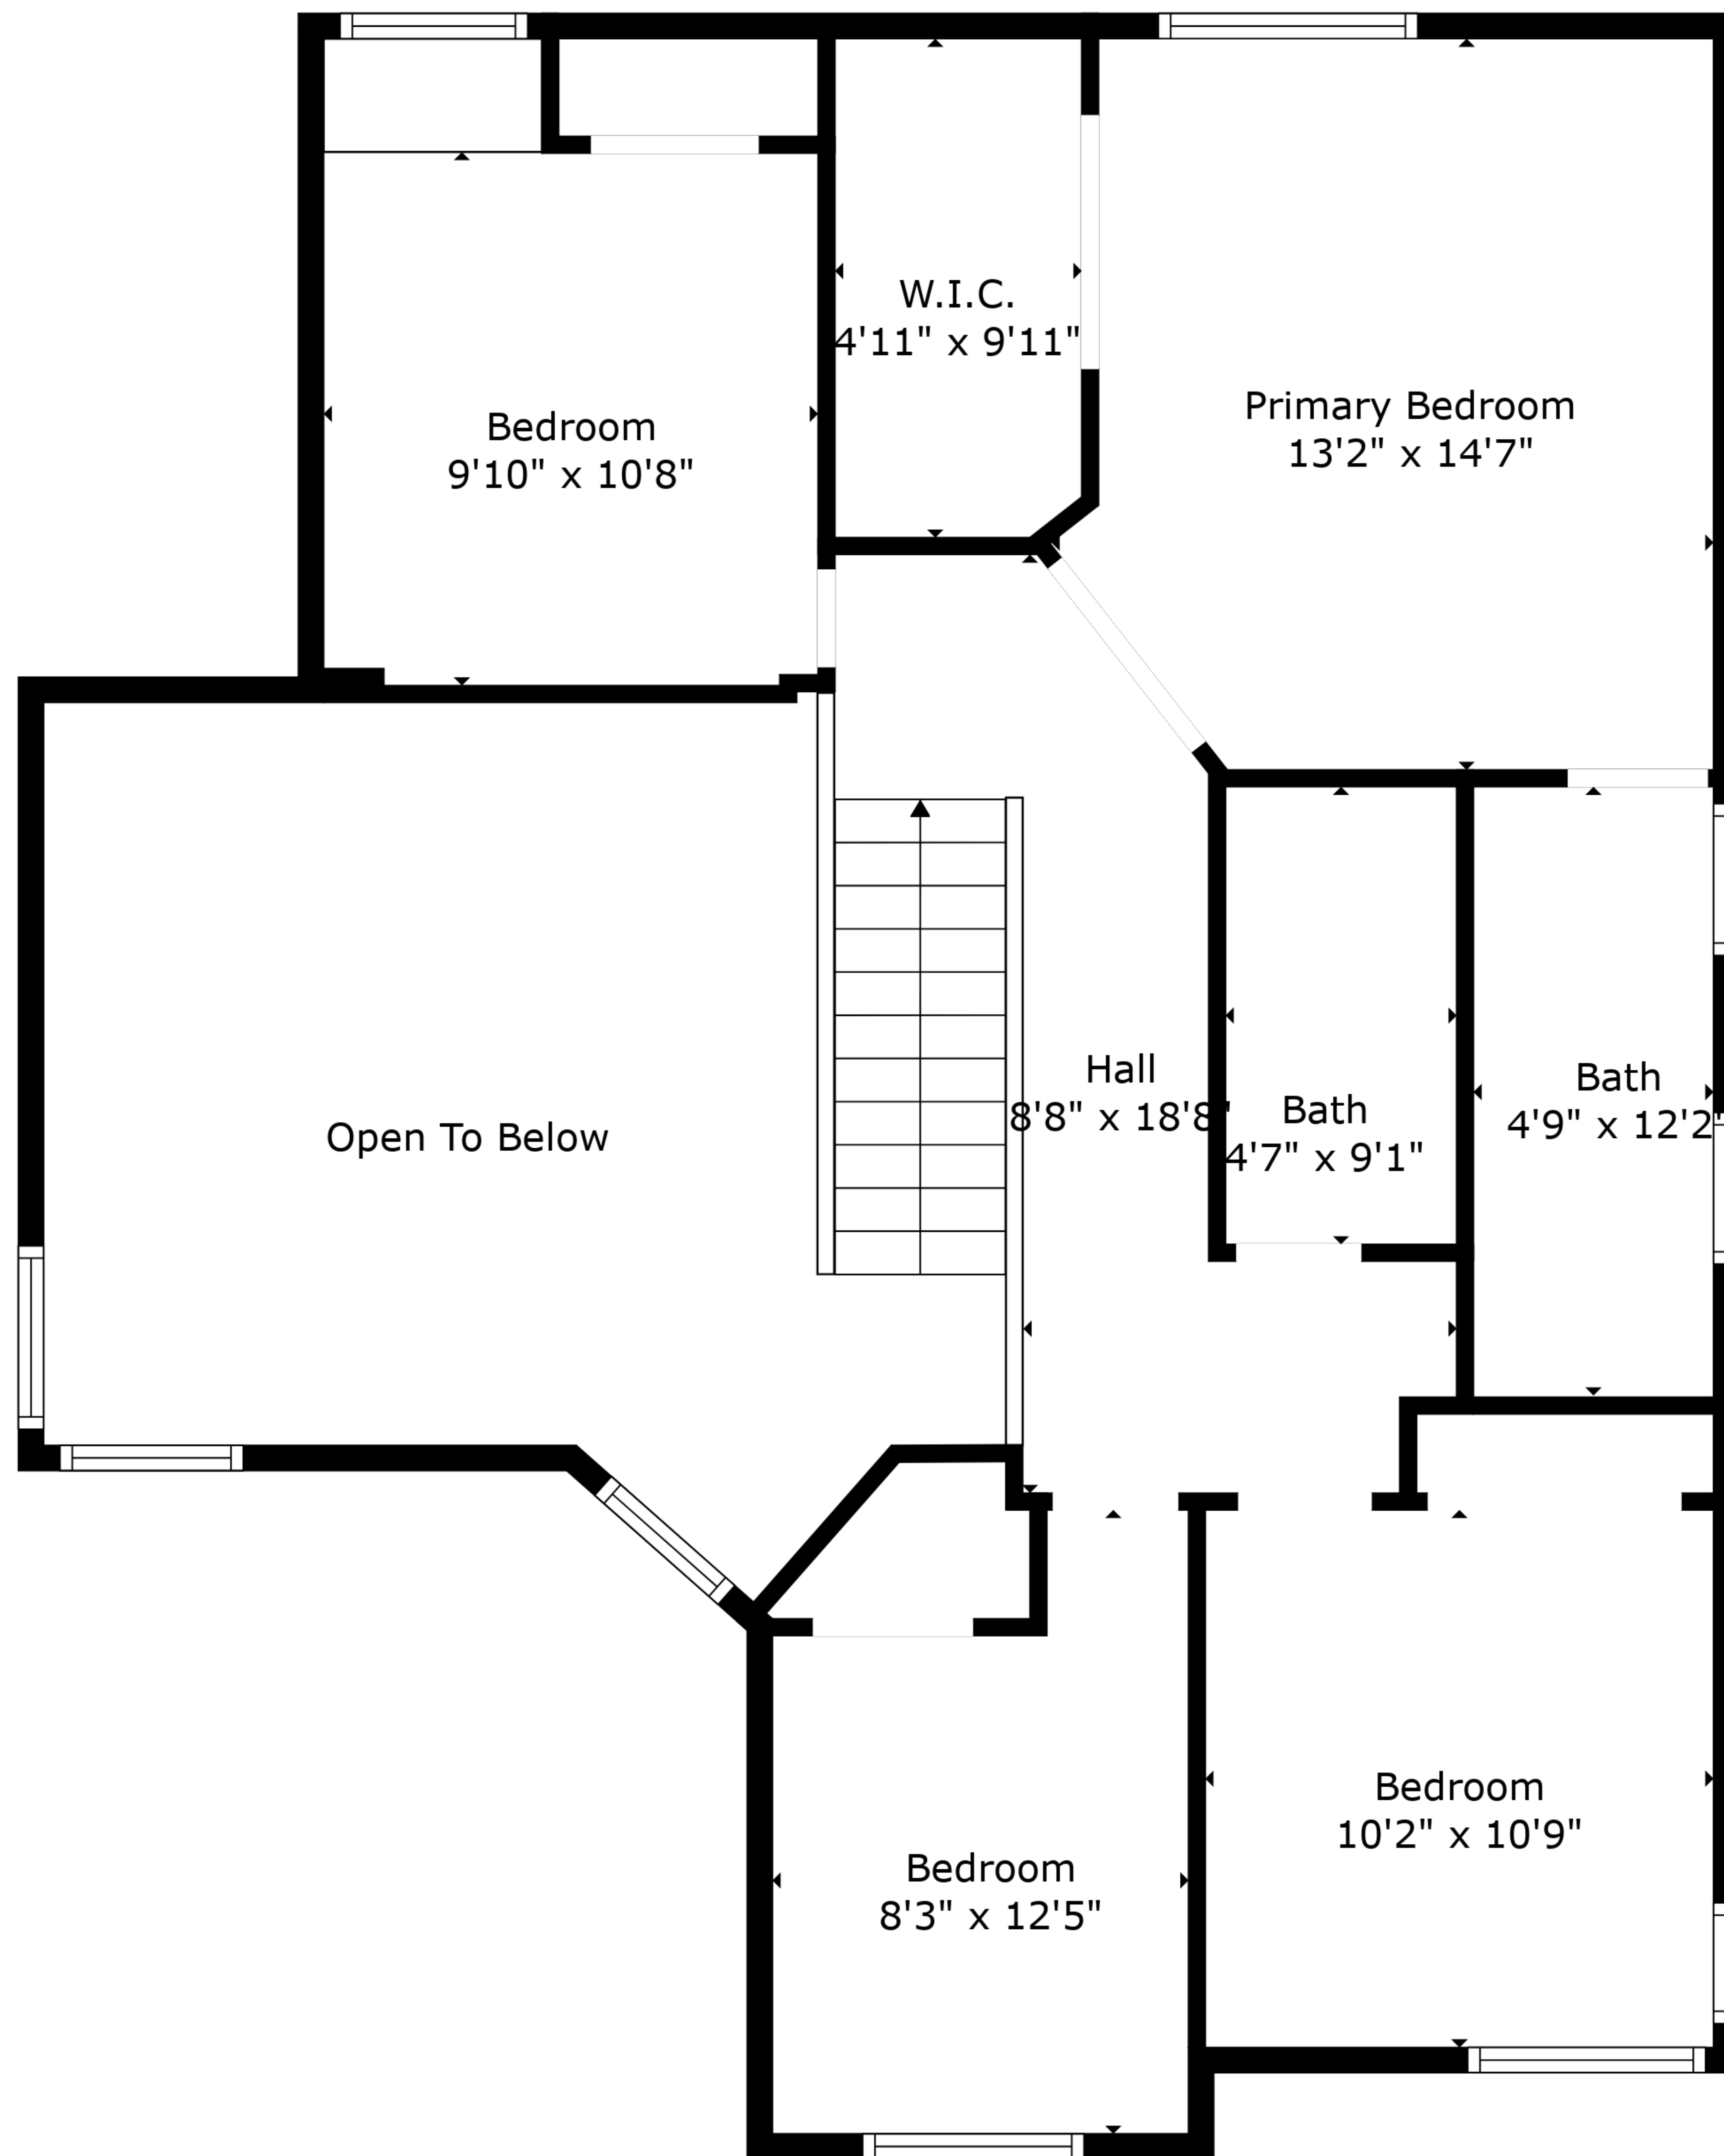 W.I.C.
4'11" x 9'11"
Primary Bedroom
13'2" x 14'7"
Bedroom
9'10" x 10'8"
Hall
8'8" x 18'8"
Bath
4'7" x 9'1"
Bath
4'9" x 12'2"
Open To Below
Bedroom
10'2" x 10'9"
Bedroom
8'3" x 12'5"